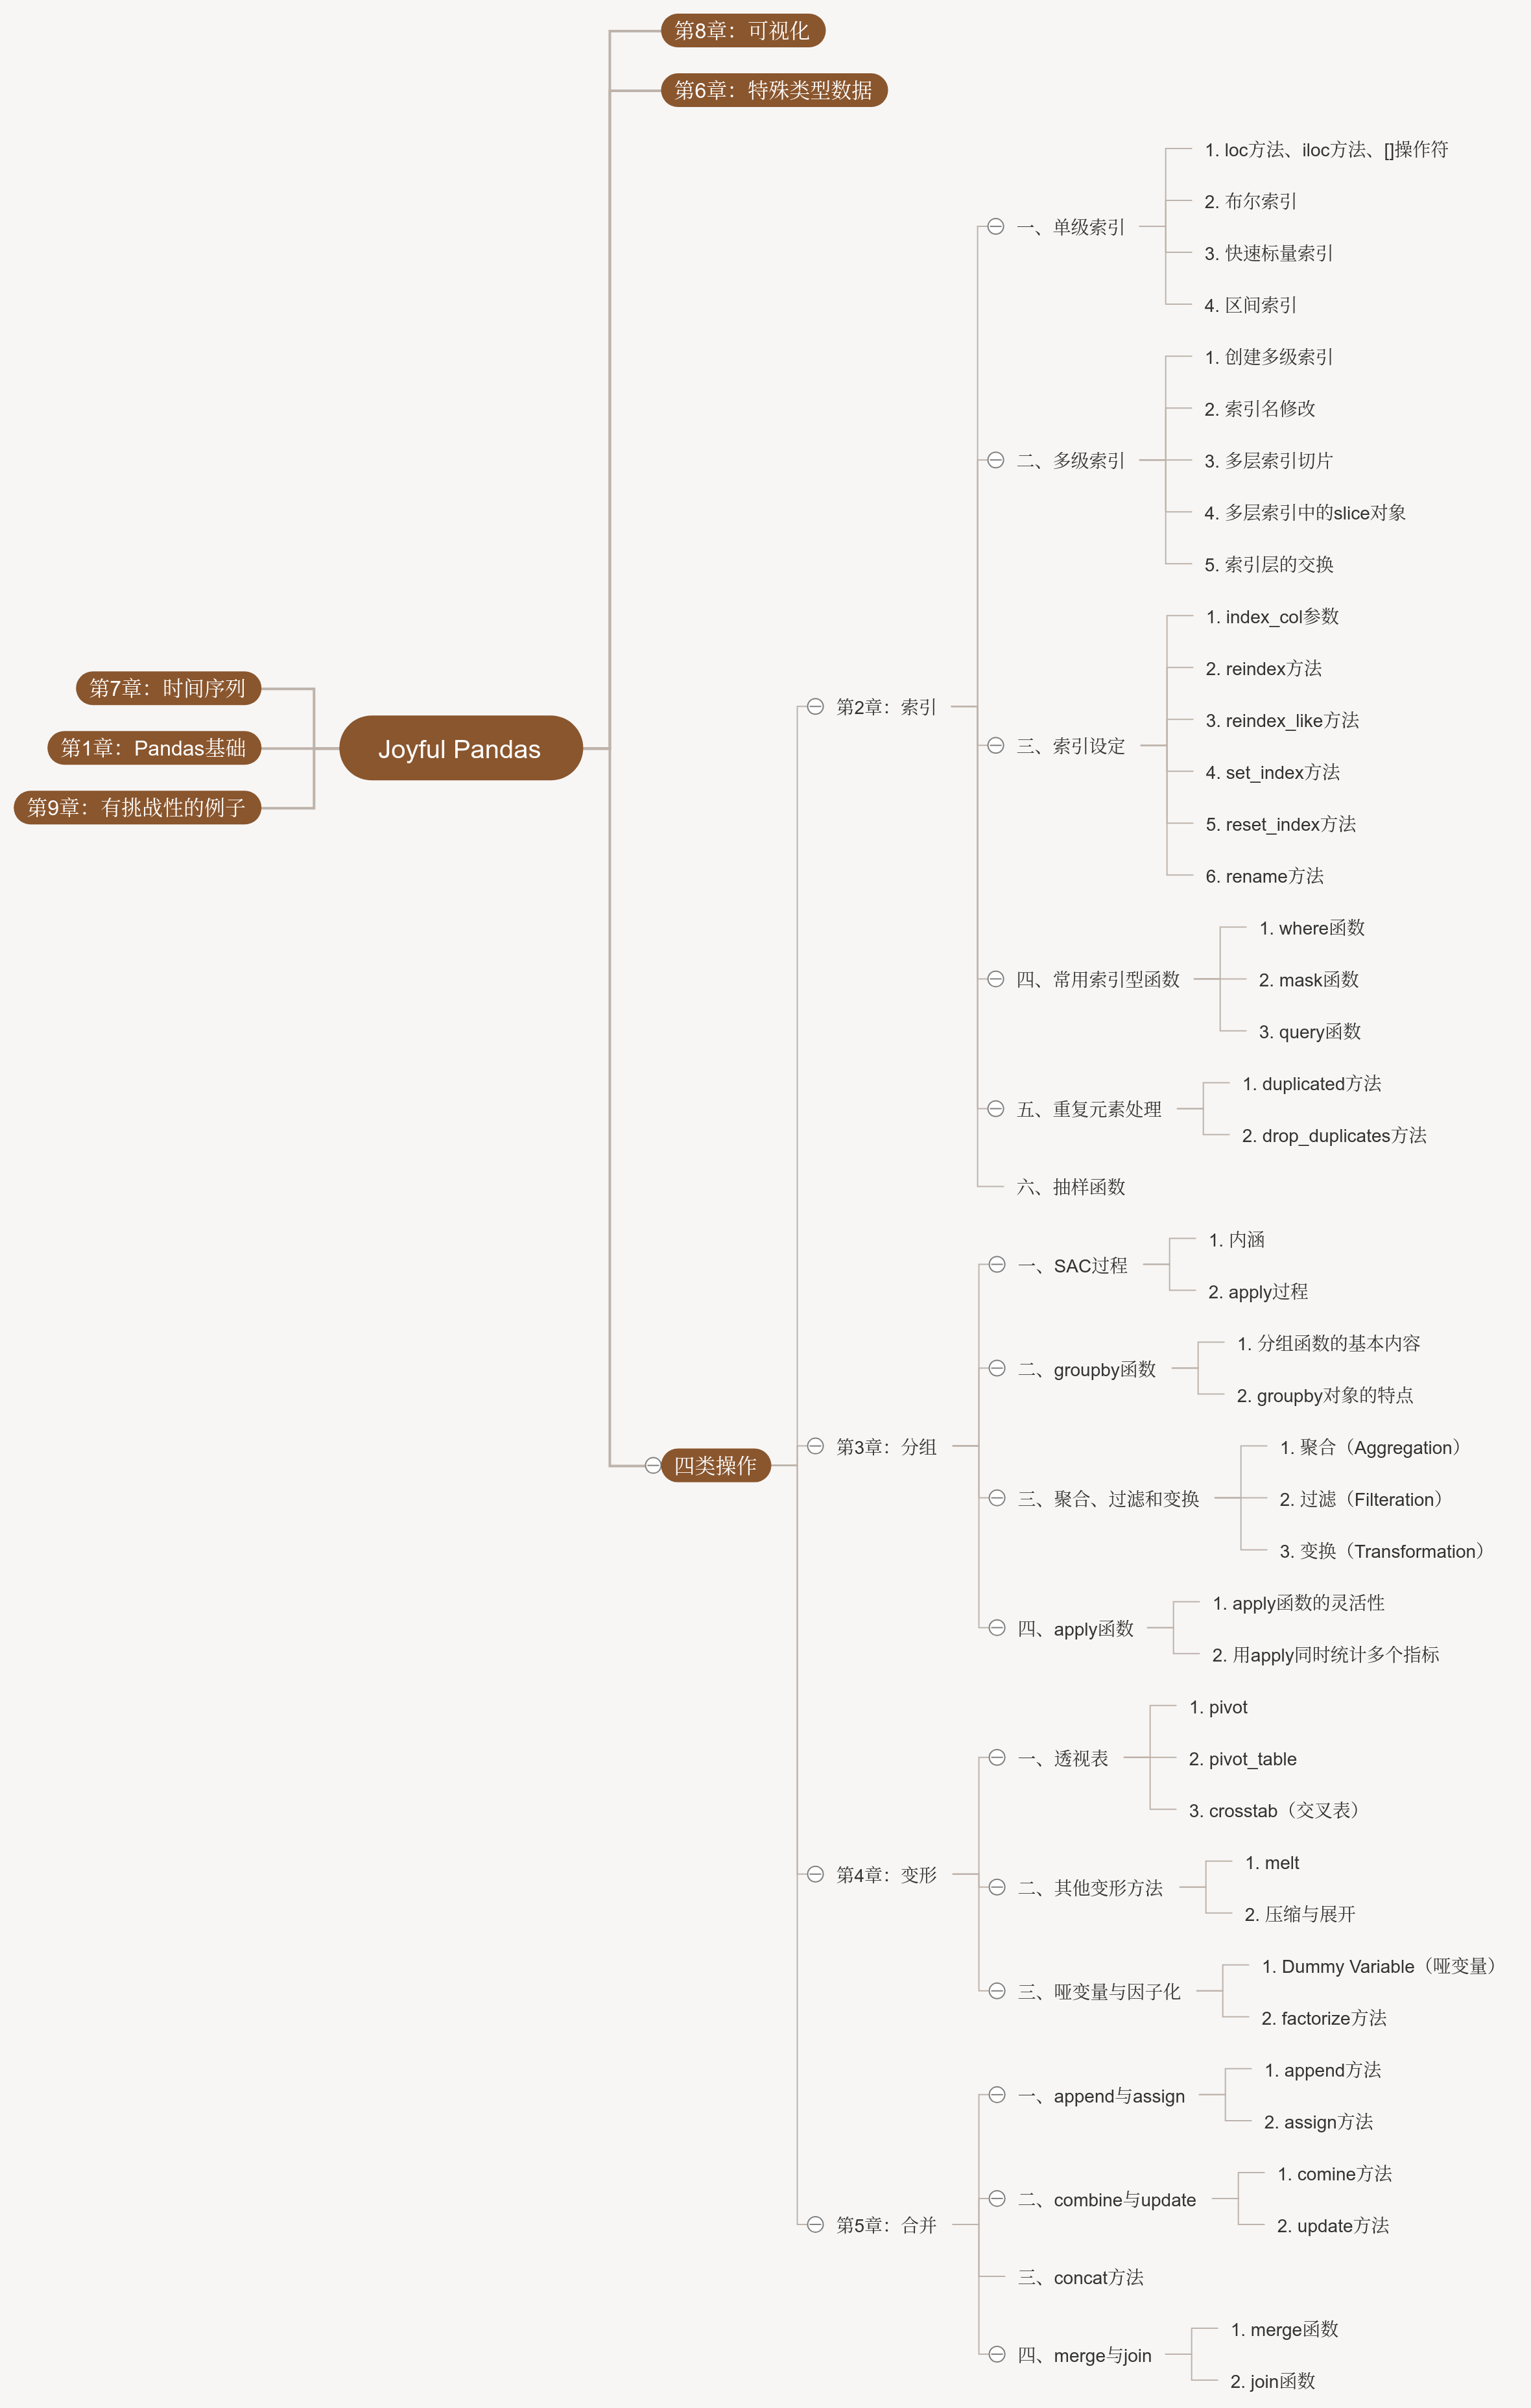 第8章：可视化
第6章：特殊类型数据
1. loc方法、iloc方法、[]操作符
2. 布尔索引
一、单级索引
3. 快速标量索引
4. 区间索引
1. 创建多级索引
2. 索引名修改
二、多级索引
3. 多层索引切片
4. 多层索引中的slice对象
5. 索引层的交换
1. index_col参数
2. reindex方法
第7章：时间序列
第2章：索引
3. reindex_like方法
第1章：Pandas基础
Joyful Pandas
三、索引设定
4. set_index方法
第9章：有挑战性的例子
5. reset_index方法
6. rename方法
1. where函数
四、常用索引型函数
2. mask函数
3. query函数
1. duplicated方法
五、重复元素处理
2. drop_duplicates方法
六、抽样函数
1. 内涵
一、SAC过程
2. apply过程
1. 分组函数的基本内容
二、groupby函数
2. groupby对象的特点
第3章：分组
1. 聚合（Aggregation）
四类操作
三、聚合、过滤和变换
2. 过滤（Filteration）
3. 变换（Transformation）
1. apply函数的灵活性
四、apply函数
2. 用apply同时统计多个指标
1. pivot
一、透视表
2. pivot_table
3. crosstab（交叉表）
1. melt
第4章：变形
二、其他变形方法
2. 压缩与展开
1. Dummy Variable（哑变量）
三、哑变量与因子化
2. factorize方法
1. append方法
一、append与assign
2. assign方法
1. comine方法
二、combine与update
2. update方法
第5章：合并
三、concat方法
1. merge函数
四、merge与join
2. join函数